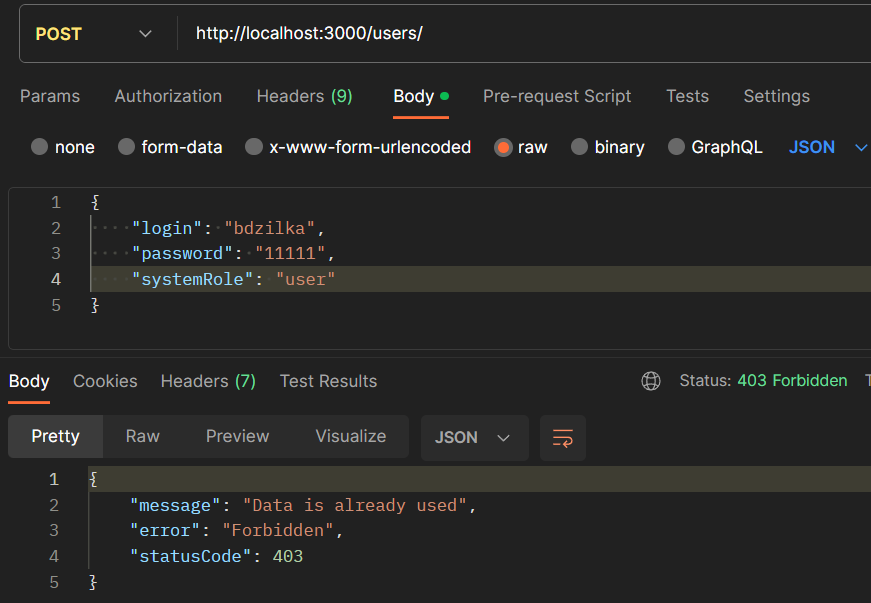 POST http://localhost:3000/users/
Params Authorization Headers (9) Body Pre-request Script Tests Settings
none form-data x-www-form-urlencoded raw binary GraphQL JSON
1 {
2 "login": "bdzilka",
3 "password": "11111",
4 "systemRole": "user"
5 }
Body Cookies Headers (7) Test Results Status: 403 Forbidden T
Pretty Raw Preview Visualize JSON
1 {
2 "message": "Data is already used",
3 "error": "Forbidden",
4 "statusCode": 403
5 }